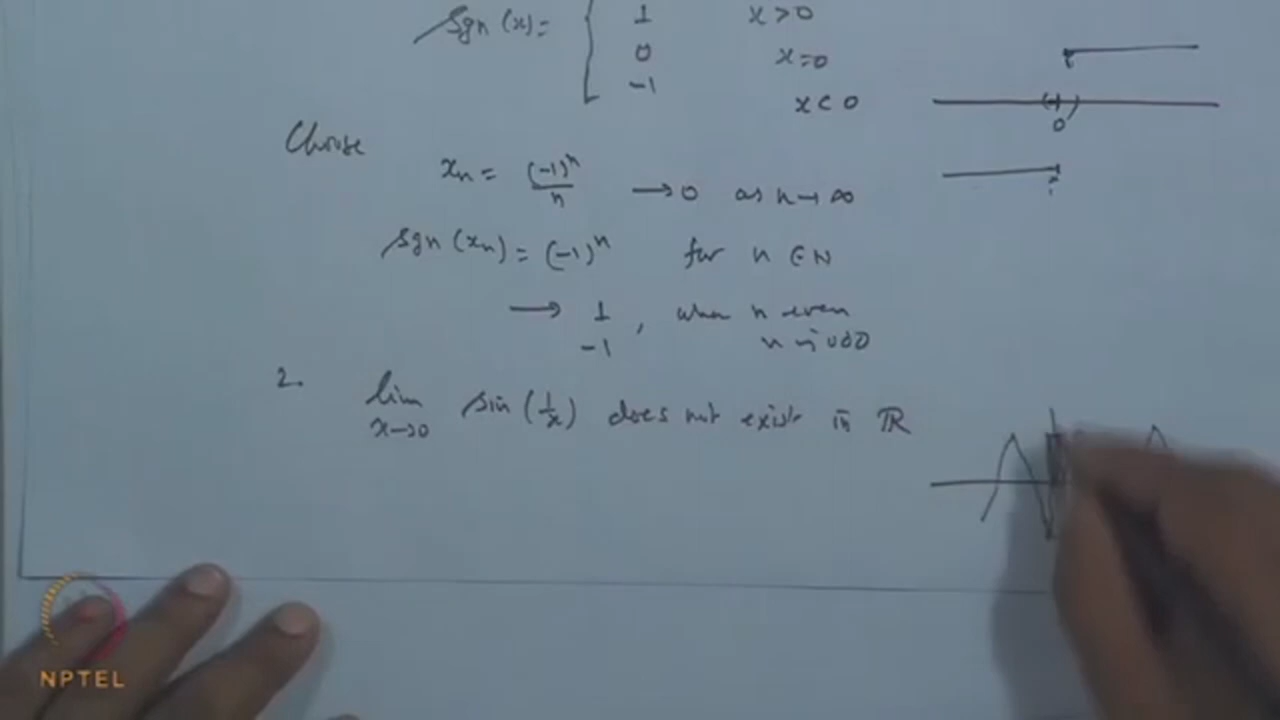 Sgn (x) = { 1 x > 0
0 x = 0
-1 x < 0
0
Choose
xₙ = (-1)ⁿ/n → 0 as n → ∞
Sgn (xₙ) = (-1)ⁿ for n ∈ N
→ 1, when n even
-1 n is odd
2. lim x→0 sin (1/x) does not exist in ℝ
NPTEL